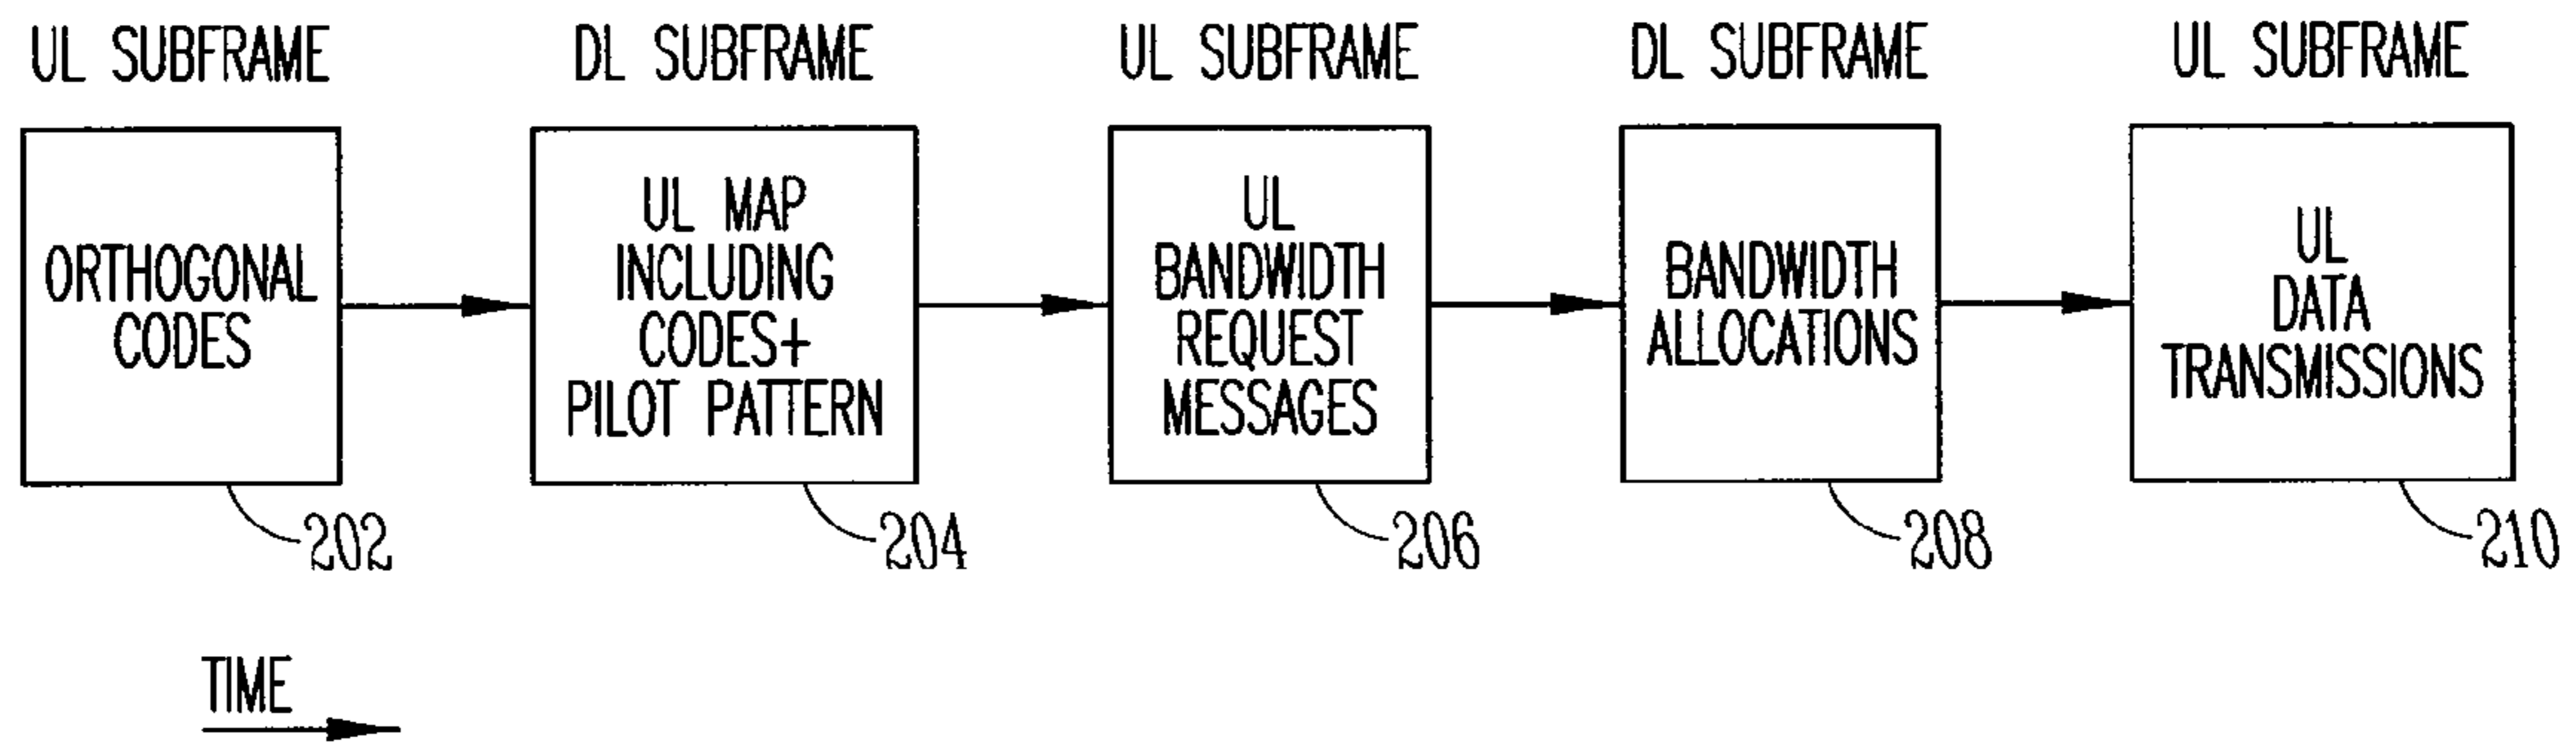 UL SUBFRAME
DL SUBFRAME
UL SUBFRAME
DL SUBFRAME
UL SUBFRAME
ORTHOGONAL
CODES
UL MAP
INCLUDING
CODES+
PILOT PATTERN
UL
BANDWIDTH
REQUEST
MESSAGES
BANDWIDTH
ALLOCATIONS
UL
DATA
TRANSMISSIONS
202
204
206
208
210
TIME